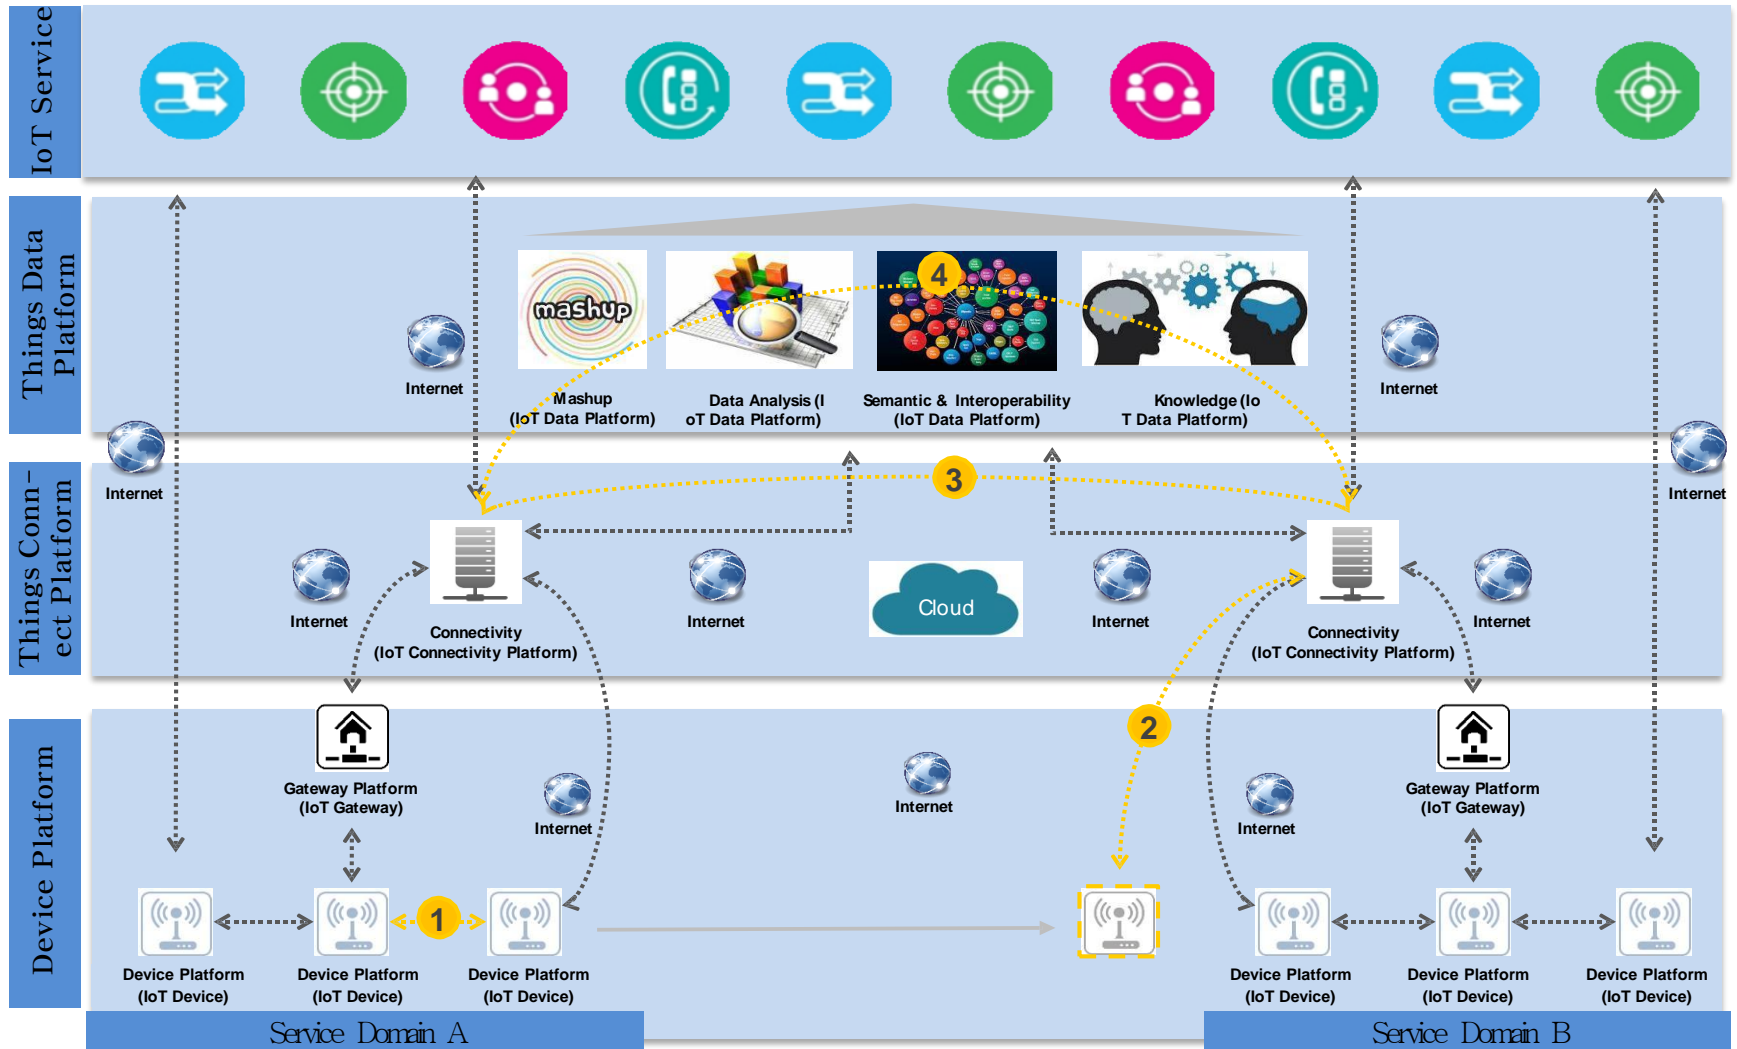 IoT Service
Things Data
Platform
4
mashup
Internet
Internet
Mashup
(IoT Data Platform)
Data Analysis (I
oT Data Platform)
Semantic & Interoperability
(IoT Data Platform)
Knowledge (Io
T Data Platform)
Internet
Internet
Things Conn-
ect Platform
3
Internet
Internet
Cloud
Internet
Internet
Connectivity
(IoT Connectivity Platform)
Connectivity
(IoT Connectivity Platform)
Device Platform
2
Gateway Platform
(IoT Gateway)
Internet
Internet
Internet
Gateway Platform
(IoT Gateway)
1
Device Platform
(IoT Device)
Device Platform
(IoT Device)
Device Platform
(IoT Device)
Device Platform
(IoT Device)
Device Platform
(IoT Device)
Device Platform
(IoT Device)
Service Domain A
Service Domain B